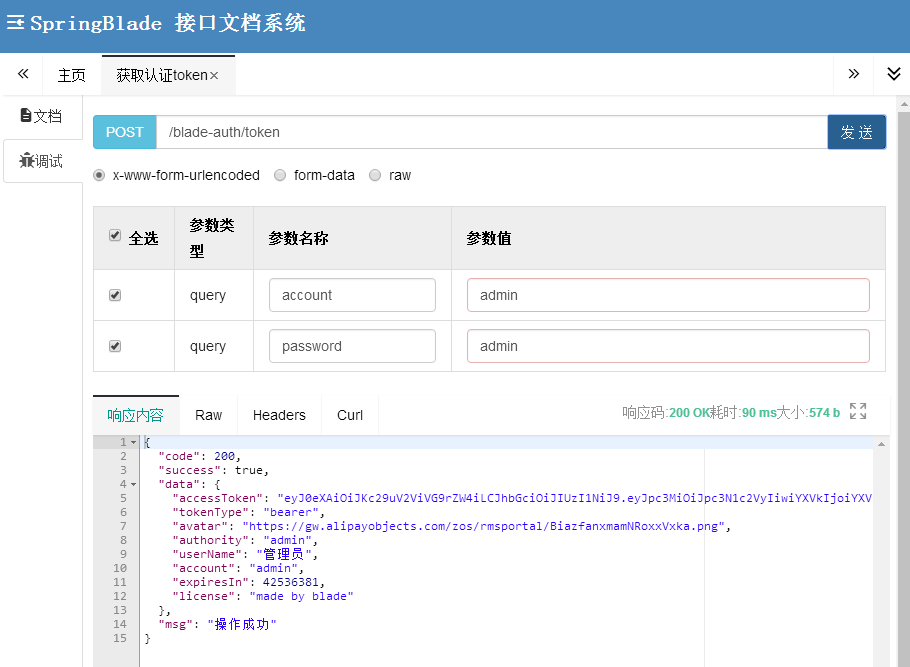 SpringBlade 接口文档系统
主页 获取认证token×
文档
调试
POST /blade-auth/token 发 送
x-www-form-urlencoded form-data raw
全选 参数类型 参数名称 参数值
query account admin
query password admin
响应内容 Raw Headers Curl 响应码:200 OK耗时:90 ms大小:574 b
1 {
2 "code": 200,
3 "success": true,
4 "data": {
5 "accessToken": "eyJ0eXAiOiJKc29uV2ViVG9rZW4iLCJhbGciOiJIUzI1NiJ9.eyJpc3MiOiJpc3N1c2VyIiwiYXVkIjoiYXV
6 "tokenType": "bearer",
7 "avatar": "https://gw.alipayobjects.com/zos/rmsportal/BiazfanxmamNRoxxVxka.png",
8 "authority": "admin",
9 "userName": "管理员",
10 "account": "admin",
11 "expiresIn": 42536381,
12 "license": "made by blade"
13 },
14 "msg": "操作成功"
15 }